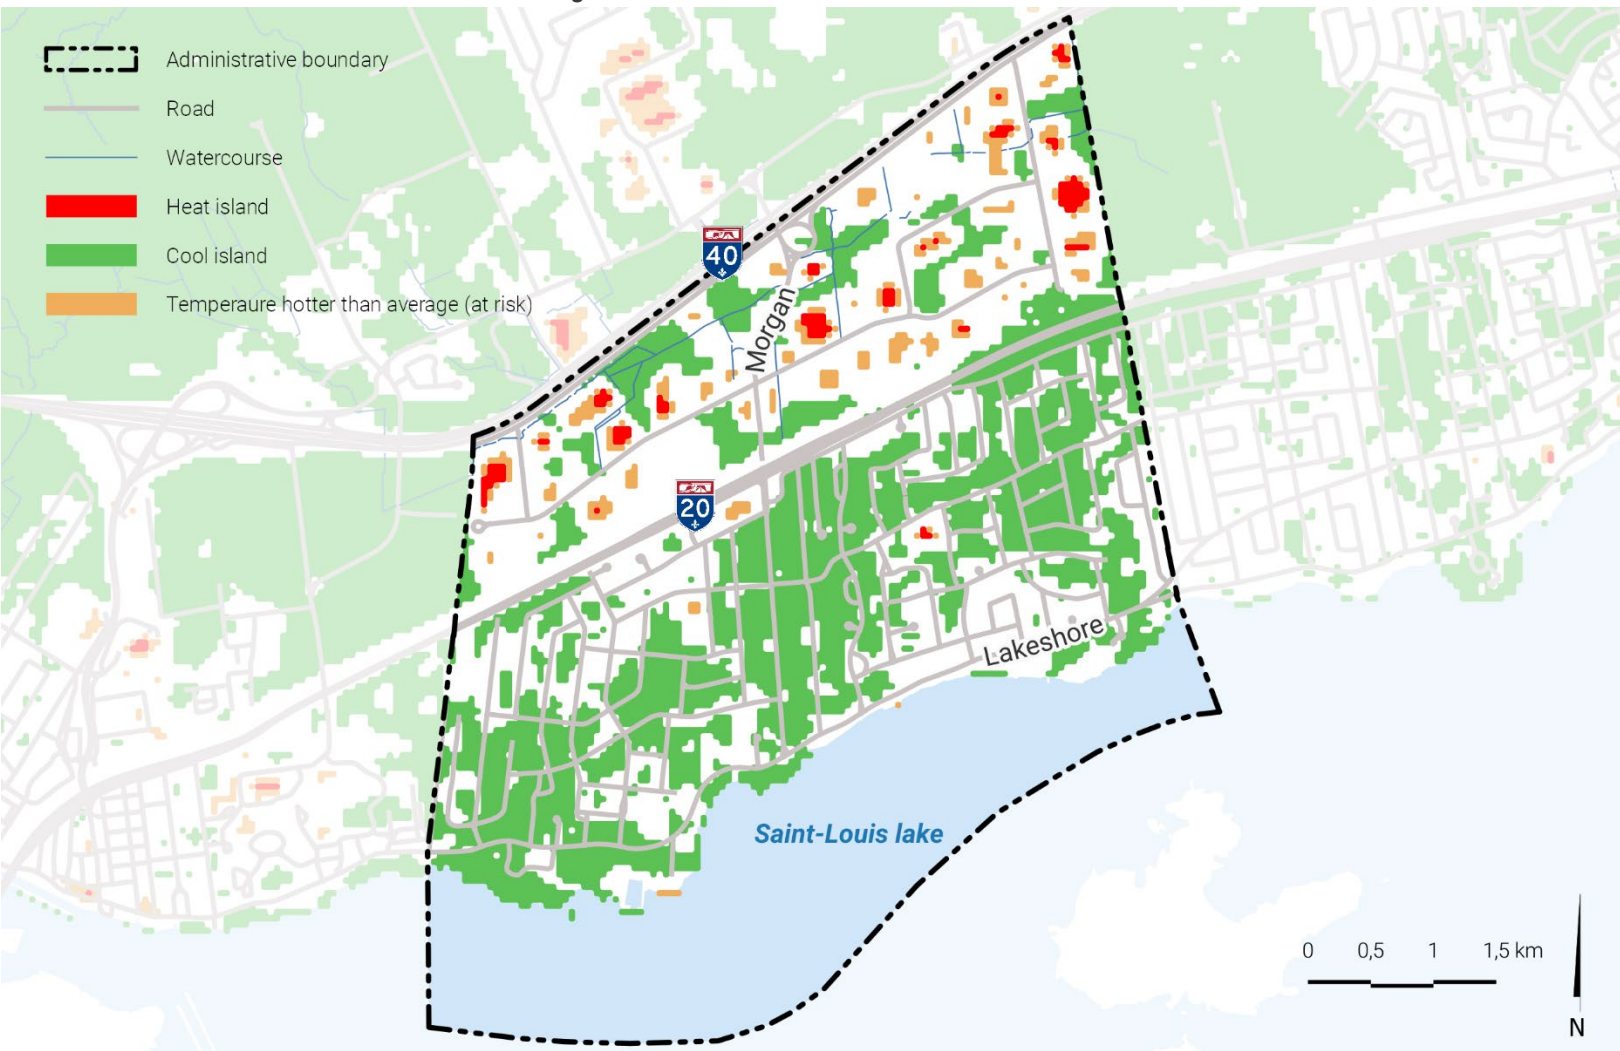 Administrative boundary
Road
Watercourse
Heat island
Cool island
Temperaure hotter than average (at risk)
40
Morgan
20
Lakeshore
Saint-Louis lake
0 0,5 1 1,5 km
N